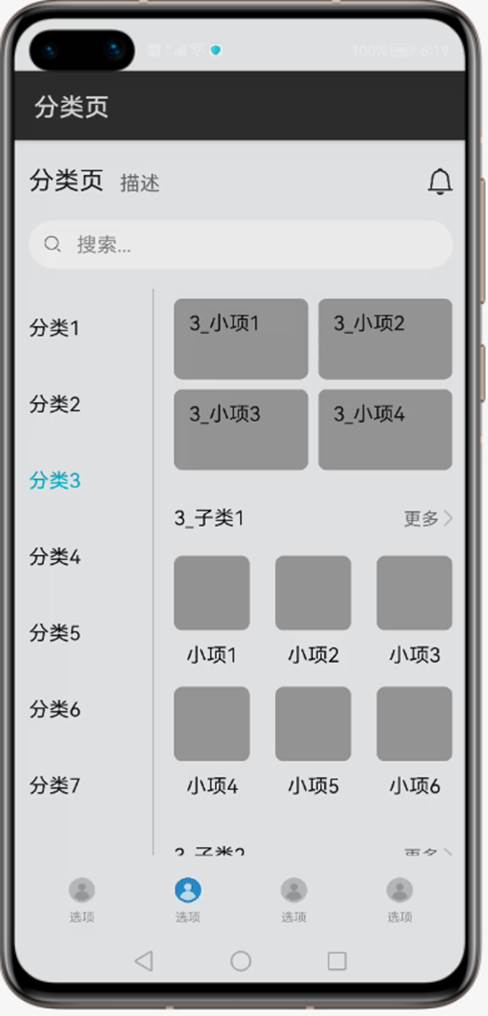 100% 6:19
分类页
分类页 描述
搜索...
分类1
分类2
分类3
分类4
分类5
分类6
分类7
3_小项1 3_小项2
3_小项3 3_小项4
3_子类1 更多
小项1 小项2 小项3
小项4 小项5 小项6
3_子类2 更多
选项 选项 选项 选项